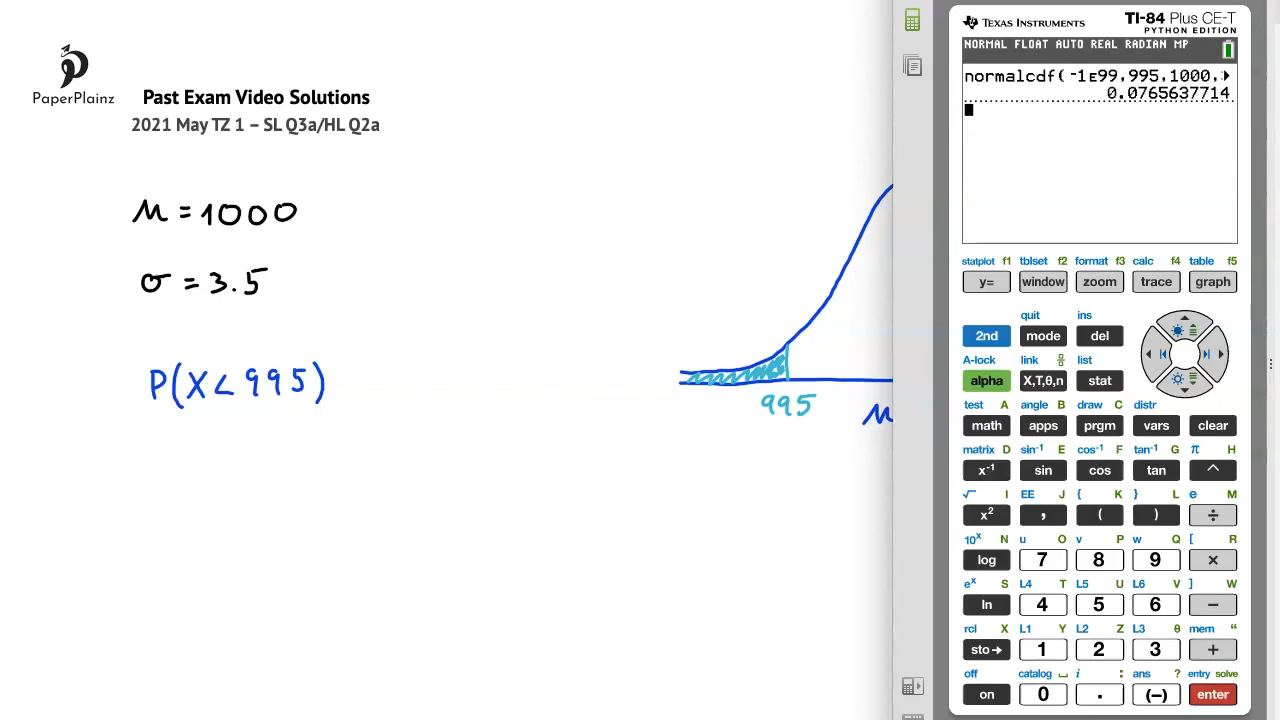 PaperPlainz
Past Exam Video Solutions
2021 May TZ 1 – SL Q3a/HL Q2a
μ = 1000
σ = 3.5
P(X < 995)
995
μ
TEXAS INSTRUMENTS
TI-84 Plus CE-T
PYTHON EDITION
NORMAL FLOAT AUTO REAL RADIAN MP
normalcdf(-1E99,995,1000,
0.0765637714
statplot f1 tblset f2 format f3 calc f4 table f5
y= window zoom trace graph
quit ins
2nd mode del
A-lock link list
alpha X,T,θ,n stat
test A angle B draw C distr
math apps prgm vars clear
matrix D sin⁻¹ E cos⁻¹ F tan⁻¹ G π H
x⁻¹ sin cos tan ^
√ I EE J { K } L e M
x² , ( ) ÷
10ˣ N u O v P w Q [ R
log 7 8 9 ×
eˣ S L4 T L5 U L6 V ] W
ln 4 5 6 −
rcl X L1 Y L2 Z L3 θ mem "
sto→ 1 2 3 +
off catalog ⎵ i : ans ? entry solve
on 0 . (−) enter